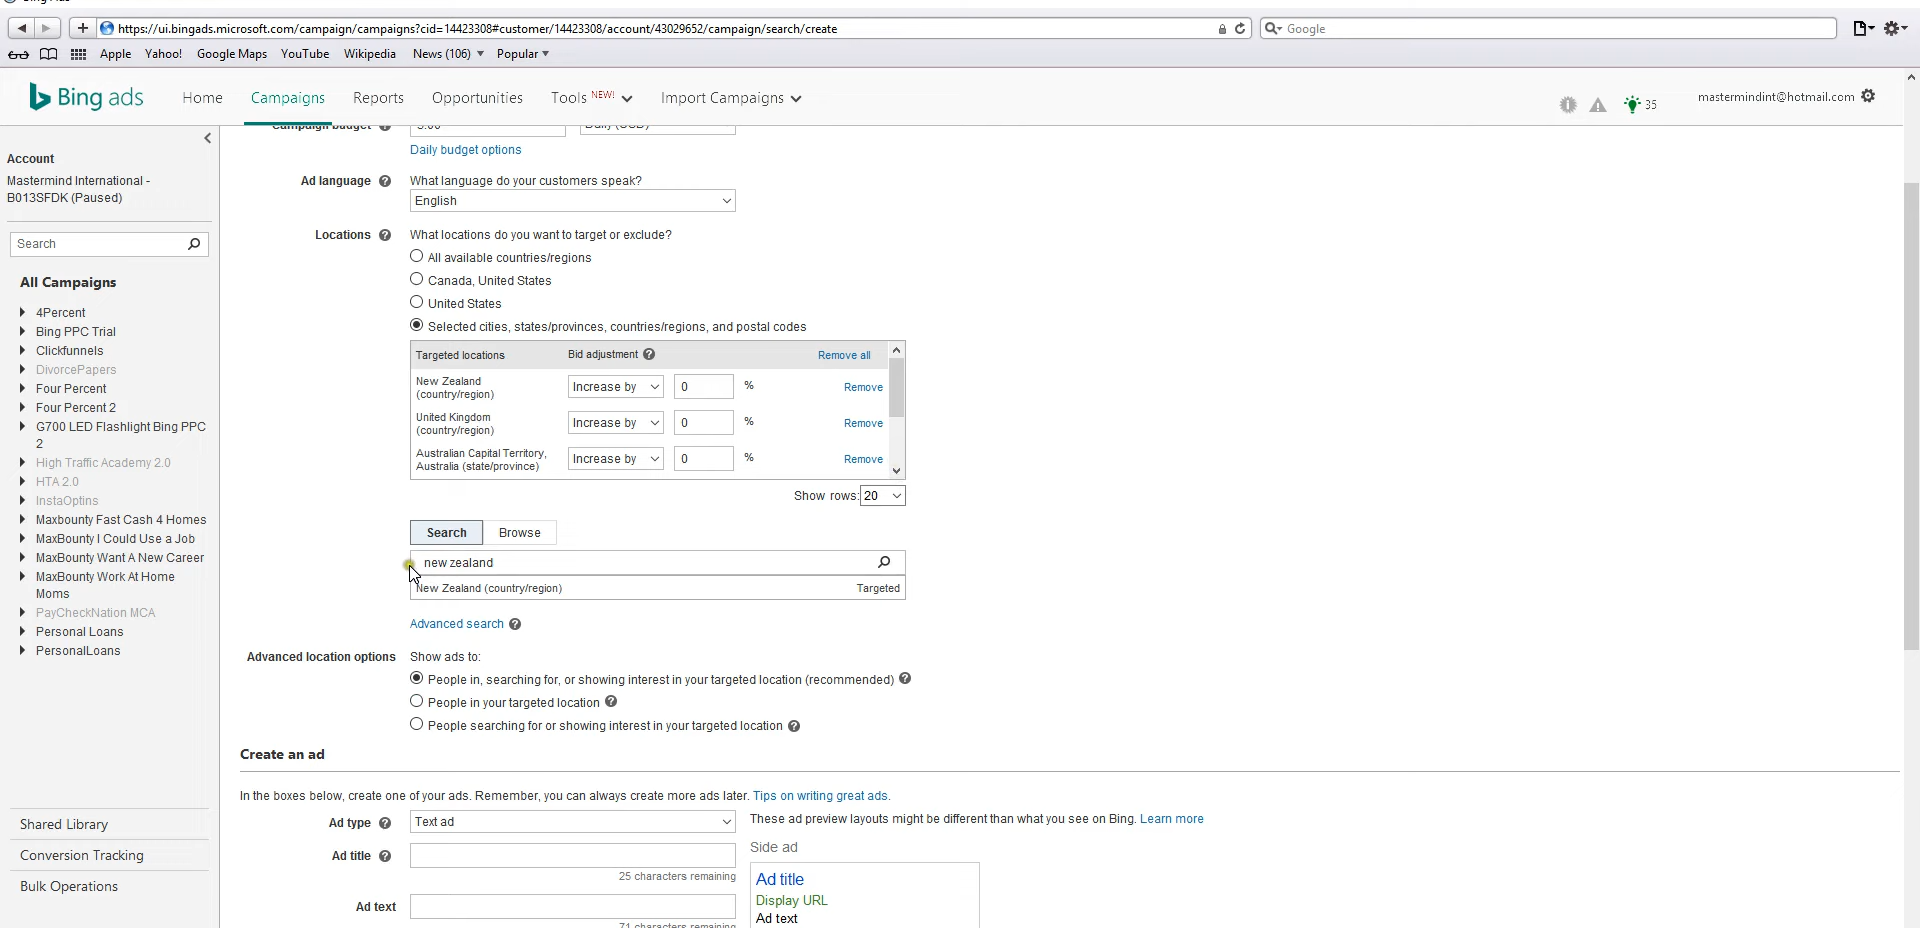 https://ui.bingads.microsoft.com/campaign/campaigns?cid=14423308#customer/14423308/account/43029652/campaign/search/create
Google
Apple Yahoo! Google Maps YouTube Wikipedia News (106) Popular
Bing ads
Home Campaigns Reports Opportunities Tools NEW! Import Campaigns
35
mastermindint@hotmail.com
Account
Mastermind International -
B013SFDK (Paused)
Search
All Campaigns
4Percent
Bing PPC Trial
Clickfunnels
DivorcePapers
Four Percent
Four Percent 2
G700 LED Flashlight Bing PPC
2
High Traffic Academy 2.0
HTA 2.0
InstaOptins
Maxbounty Fast Cash 4 Homes
MaxBounty I Could Use a Job
MaxBounty Want A New Career
MaxBounty Work At Home
Moms
PayCheckNation MCA
Personal Loans
PersonalLoans
Shared Library
Conversion Tracking
Bulk Operations
Campaign budget
Daily budget options
Ad language What language do your customers speak?
English
Locations What locations do you want to target or exclude?
All available countries/regions
Canada, United States
United States
Selected cities, states/provinces, countries/regions, and postal codes
Targeted locations Bid adjustment Remove all
New Zealand
(country/region)
Increase by 0 % Remove
United Kingdom
(country/region)
Increase by 0 % Remove
Australian Capital Territory,
Australia (state/province)
Increase by 0 % Remove
Show rows: 20
Search Browse
new zealand
New Zealand (country/region) Targeted
Advanced search
Advanced location options Show ads to:
People in, searching for, or showing interest in your targeted location (recommended)
People in your targeted location
People searching for or showing interest in your targeted location
Create an ad
In the boxes below, create one of your ads. Remember, you can always create more ads later. Tips on writing great ads.
Ad type Text ad
These ad preview layouts might be different than what you see on Bing. Learn more
Ad title
25 characters remaining
Ad text
71 characters remaining
Side ad
Ad title
Display URL
Ad text